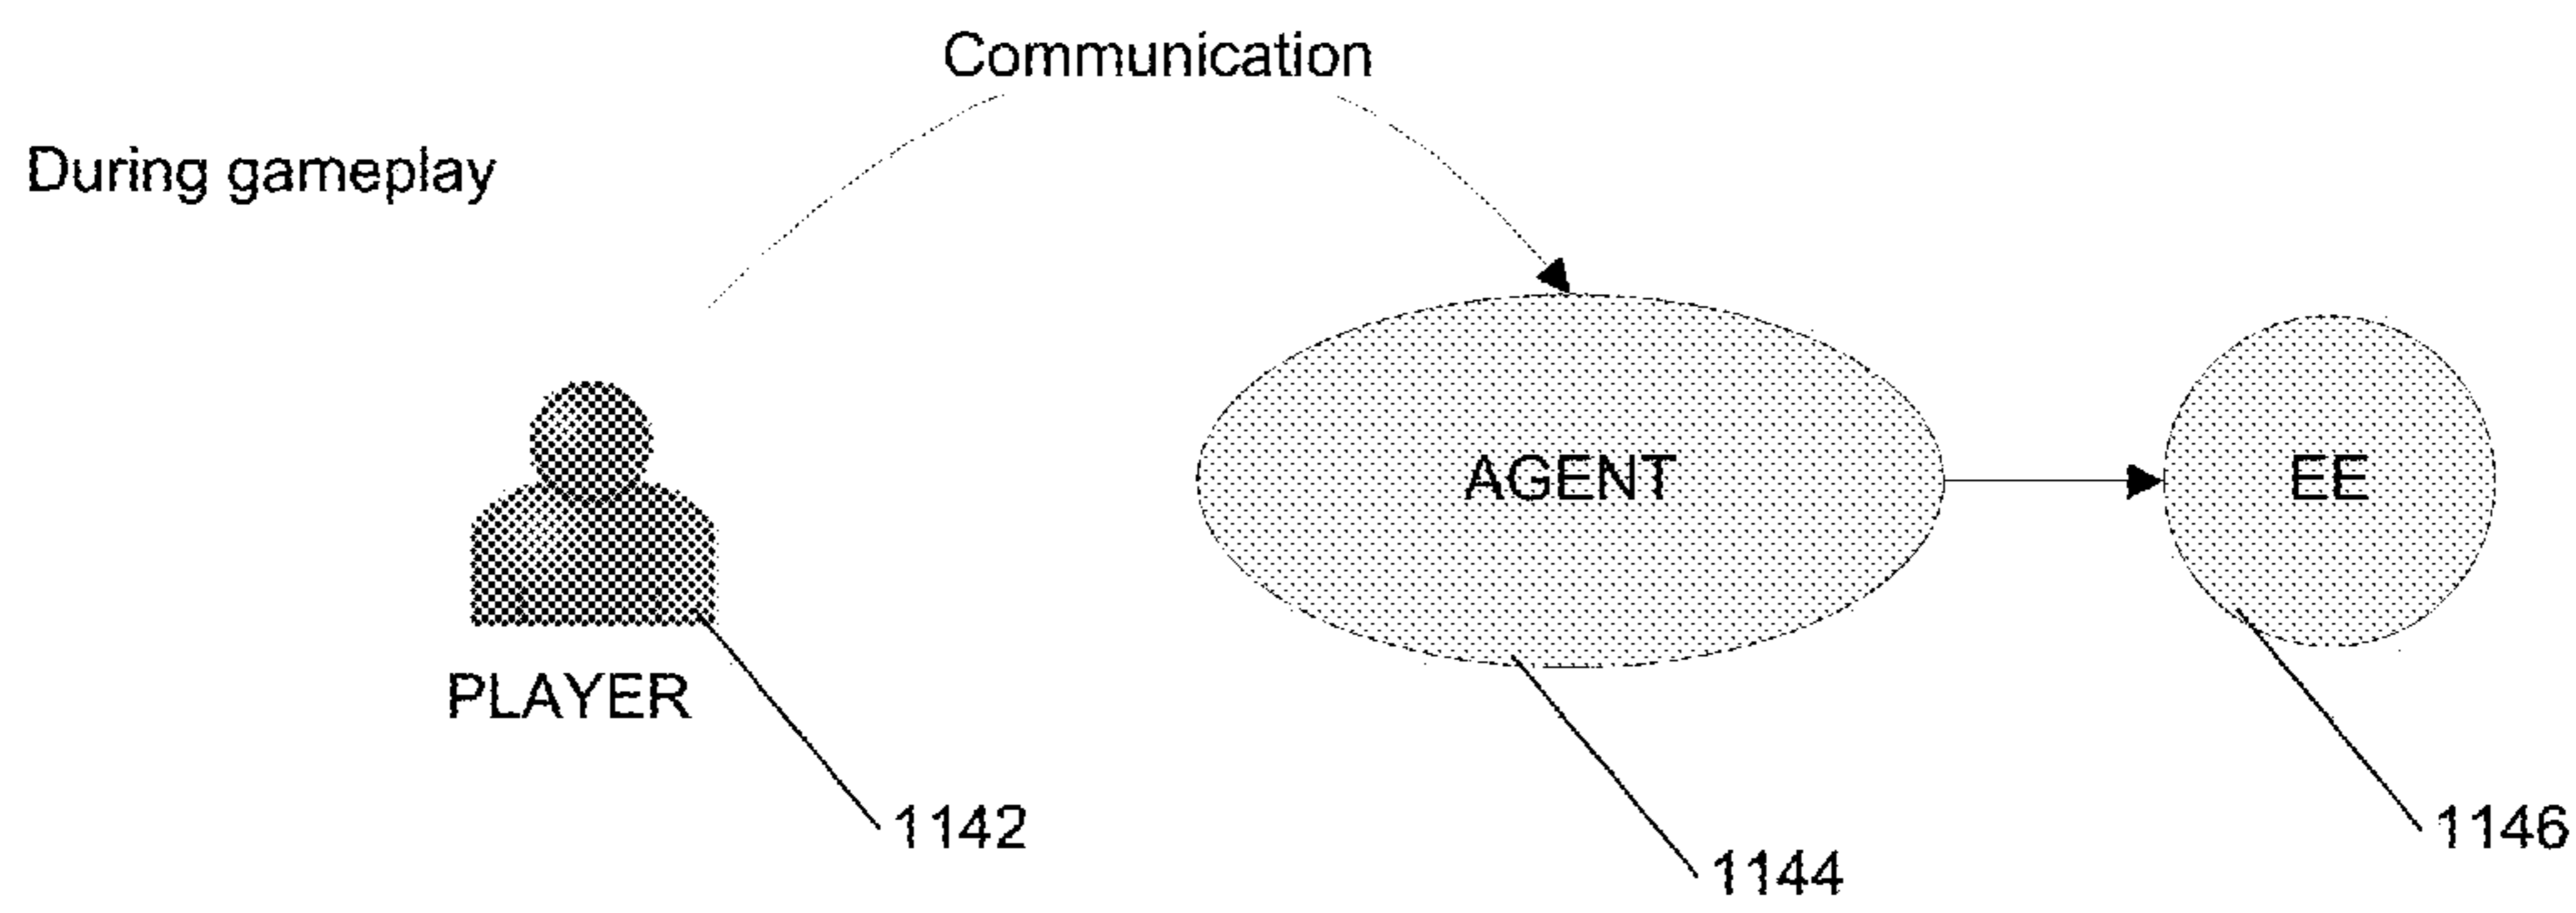 Communication
During gameplay
AGENT
EE
PLAYER
1142
1146
1144